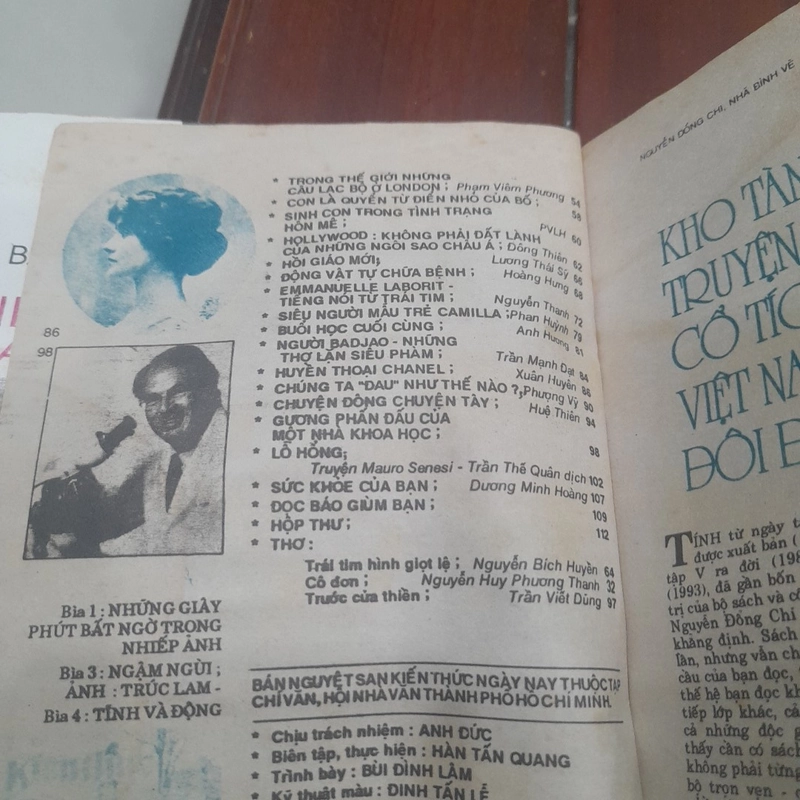 * TRONG THẾ GIỚI NHỮNG
CÂU LẠC BỘ Ở LONDON ; Phạm Viêm Phương 54
* CON LÀ QUYỂN TỪ ĐIỂN NHỎ CỦA BỐ ; 58
* SINH CON TRONG TÌNH TRẠNG
HÔN MÊ ; PVLH 60
* HOLLYWOOD : KHÔNG PHẢI ĐẤT LÀNH
CỦA NHỮNG NGÔI SAO CHÂU Á ; Đông Thiên 62
* HỒI GIÁO MỚI; Lương Thái Sỹ 66
* ĐỘNG VẬT TỰ CHỮA BỆNH ; Hoàng Hưng 68
* EMMANUELLE LABORIT -
TIẾNG NÓI TỪ TRÁI TIM ; Nguyễn Thanh 72
* SIÊU NGƯỜI MẪU TRẺ CAMILLA ; Phan Huỳnh 79
* BUỔI HỌC CUỐI CÙNG ; Anh Hương 81
* NGƯỜI BADJAO - NHỮNG
THỢ LẶN SIÊU PHÀM ; Trần Mạnh Đạt 84
* HUYỀN THOẠI CHANEL ; Xuân Huyên 86
* CHÚNG TA "ĐAU" NHƯ THẾ NÀO ?, Phượng Vỹ 90
* CHUYỆN ĐÔNG CHUYỆN TÂY ; Huệ Thiên 94
* GƯƠNG PHẤN ĐẤU CỦA
MỘT NHÀ KHOA HỌC ; 98
* LỖ HỔNG;
Truyện Mauro Senesi - Trần Thế Quân dịch 102
* SỨC KHỎE CỦA BẠN ; Dương Minh Hoàng 107
* ĐỌC BÁO GIÙM BẠN ; 109
* HỘP THƯ ; 112
* THƠ :
Trái tim hình giọt lệ ; Nguyễn Bích Huyền 64
Cô đơn ; Nguyễn Huy Phương Thanh 32
Trước cửa thiền ; Trần Viết Dũng 97
86
98
Bìa 1 : NHỮNG GIÂY
PHÚT BẤT NGỜ TRONG
NHIẾP ẢNH
Bìa 3 : NGẬM NGÙI ;
ẢNH : TRÚC LAM -
Bìa 4 : TĨNH VÀ ĐỘNG
BÁN NGUYỆT SAN KIẾN THỨC NGÀY NAY THUỘC TẠP
CHÍ VĂN, HỘI NHÀ VĂN THÀNH PHỐ HỒ CHÍ MINH.
* Chịu trách nhiệm : ANH ĐỨC
* Biên tập, thực hiện : HÀN TẤN QUANG
* Trình bày : BÙI ĐÌNH LÂM
* Kỹ thuật màu : ĐINH TẤN LỄ
NGUYỄN ĐỔNG CHI, NHÀ BÌNH VỀ
KHO TÀN
TRUYỆN
CỔ TÍC
VIỆT NA
ĐÔI Đ
TÍNH từ ngày tá
được xuất bản (
tập V ra đời (198
(1993), đã gần bốn
trị của bộ sách và cô
Nguyễn Đổng Chi
khẳng định. Sách
lần, nhưng vẫn ch
cầu của bạn đọc,
thế hệ bạn đọc kh
tiếp lớp khác, cả
cả những độc g
thấy cần có sách
không phải từng
bộ trọn vẹn - c